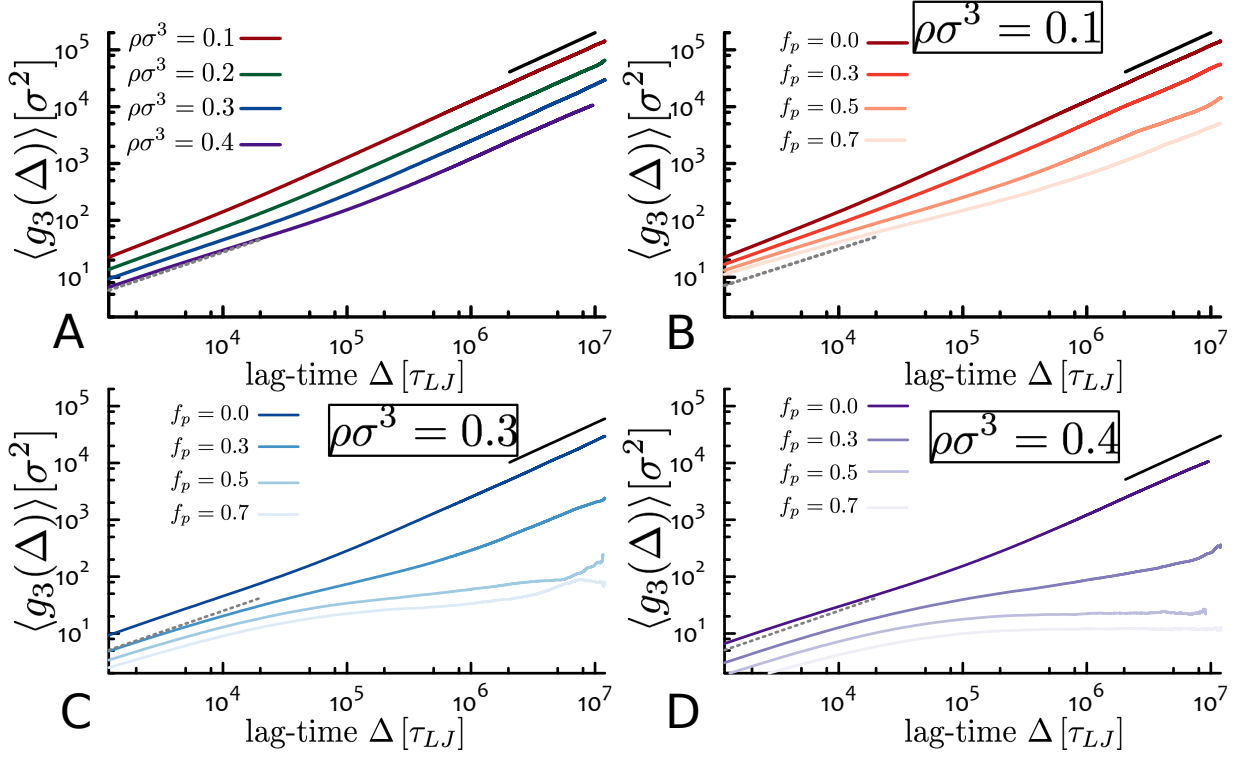 ρσ³ = 0.1
ρσ³ = 0.2
ρσ³ = 0.3
ρσ³ = 0.4
⟨g₃(Δ)⟩[σ²]
10⁵
10⁴
10³
10²
10¹
10⁴ 10⁵ 10⁶ 10⁷
lag-time Δ [τ_LJ]
A
ρσ³ = 0.1
f_p = 0.0
f_p = 0.3
f_p = 0.5
f_p = 0.7
⟨g₃(Δ)⟩[σ²]
10⁵
10⁴
10³
10²
10¹
10⁴ 10⁵ 10⁶ 10⁷
lag-time Δ [τ_LJ]
B
ρσ³ = 0.3
f_p = 0.0
f_p = 0.3
f_p = 0.5
f_p = 0.7
⟨g₃(Δ)⟩[σ²]
10⁵
10⁴
10³
10²
10¹
10⁴ 10⁵ 10⁶ 10⁷
lag-time Δ [τ_LJ]
C
ρσ³ = 0.4
f_p = 0.0
f_p = 0.3
f_p = 0.5
f_p = 0.7
⟨g₃(Δ)⟩[σ²]
10⁵
10⁴
10³
10²
10¹
10⁴ 10⁵ 10⁶ 10⁷
lag-time Δ [τ_LJ]
D